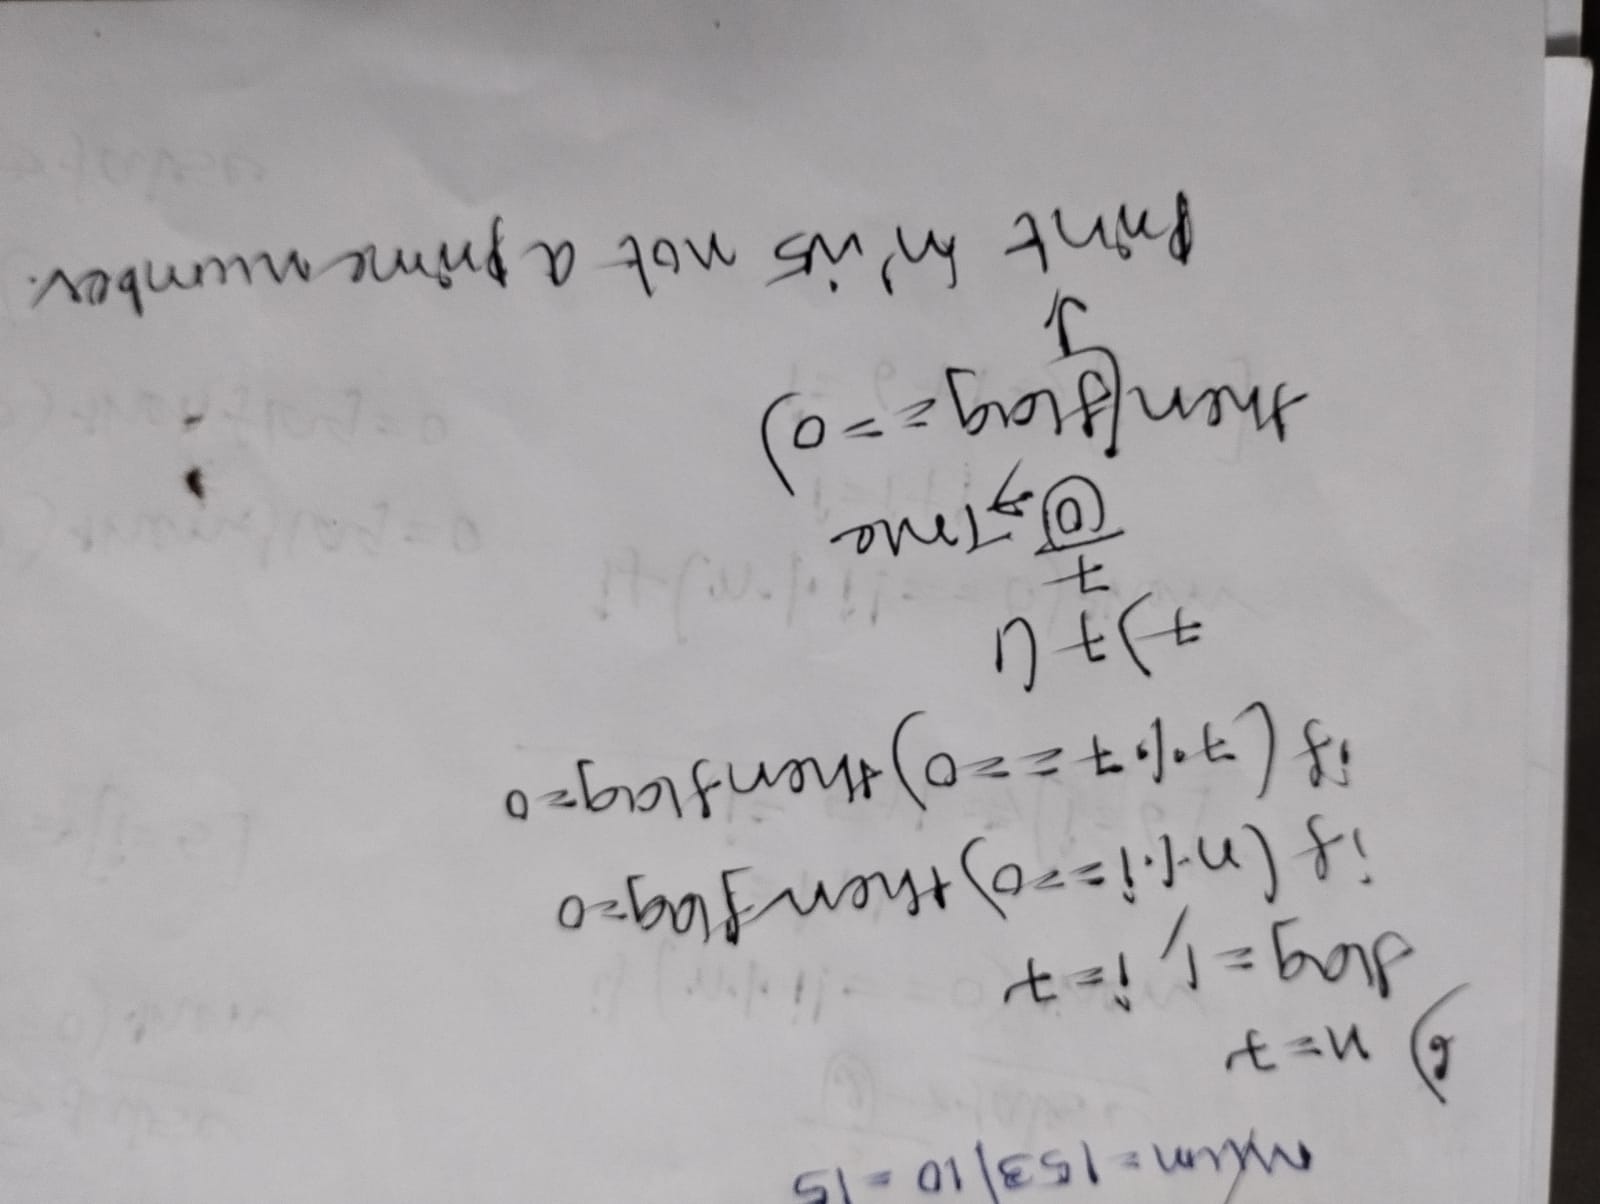 num=153/10=15
6) n=7
flag=1, i=7
if (n%i==0) then flag=0
if (7%7==0) then flag=0
7)7(1
7
0→True
then(flag==0)
↓
Print 'n' is not a prime number.